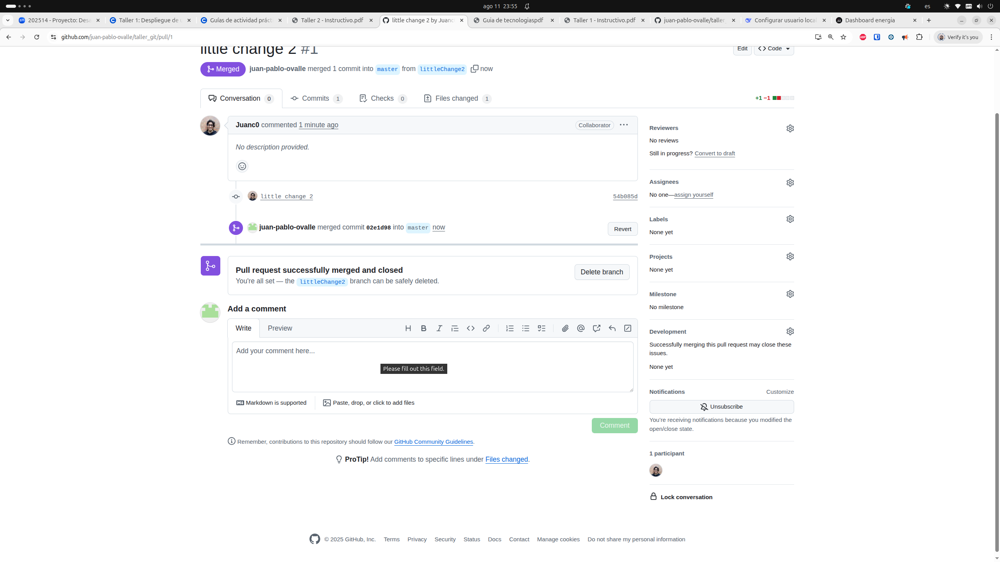 ago 11 23:55
es
202514 - Proyecto: Desa
Taller 1: Despliegue de u
Guías de actividad práct
Taller 2 - Instructivo.pdf
little change 2 by Juanc
Guia de tecnologiaspdf
Taller 1 - Instructivo.pdf
juan-pablo-ovalle/taller_
Configurar usuario local
Dashboard energia
github.com/juan-pablo-ovalle/taller_git/pull/1
Verify it's you
little change 2 #1
Edit
Code
Merged
juan-pablo-ovalle merged 1 commit into master from littleChange2 now
Conversation 0
Commits 1
Checks 0
Files changed 1
+1 −1
Juanc0 commented 1 minute ago
Collaborator
No description provided.
little change 2
54b085d
juan-pablo-ovalle merged commit 02e1d98 into master now
Revert
Pull request successfully merged and closed
You're all set — the littleChange2 branch can be safely deleted.
Delete branch
Add a comment
Write
Preview
Add your comment here...
Please fill out this field.
Markdown is supported
Paste, drop, or click to add files
Comment
Remember, contributions to this repository should follow our GitHub Community Guidelines.
ProTip! Add comments to specific lines under Files changed.
Reviewers
No reviews
Still in progress? Convert to draft
Assignees
No one—assign yourself
Labels
None yet
Projects
None yet
Milestone
No milestone
Development
Successfully merging this pull request may close these
issues.
None yet
Notifications
Customize
Unsubscribe
You're receiving notifications because you modified the
open/close state.
1 participant
Lock conversation
© 2025 GitHub, Inc.
Terms
Privacy
Security
Status
Docs
Contact
Manage cookies
Do not share my personal information